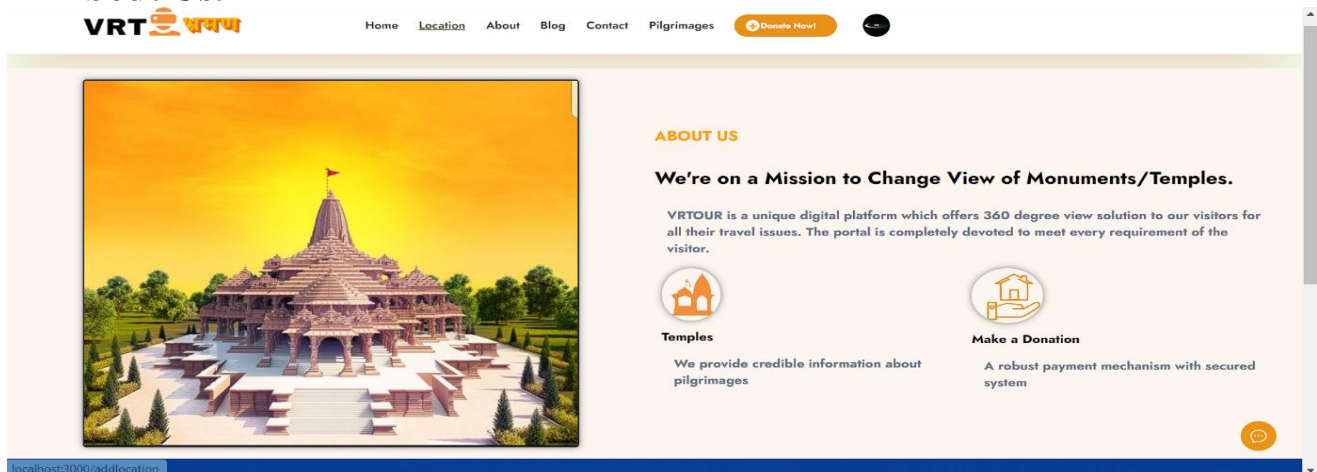 VRT भ्रमण
Home Location About Blog Contact Pilgrimages Donate Now!
ABOUT US
We're on a Mission to Change View of Monuments/Temples.
VRTOUR is a unique digital platform which offers 360 degree view solution to our visitors for
all their travel issues. The portal is completely devoted to meet every requirement of the
visitor.
Temples
Make a Donation
We provide credible information about
pilgrimages
A robust payment mechanism with secured
system
localhost:3000/addlocation